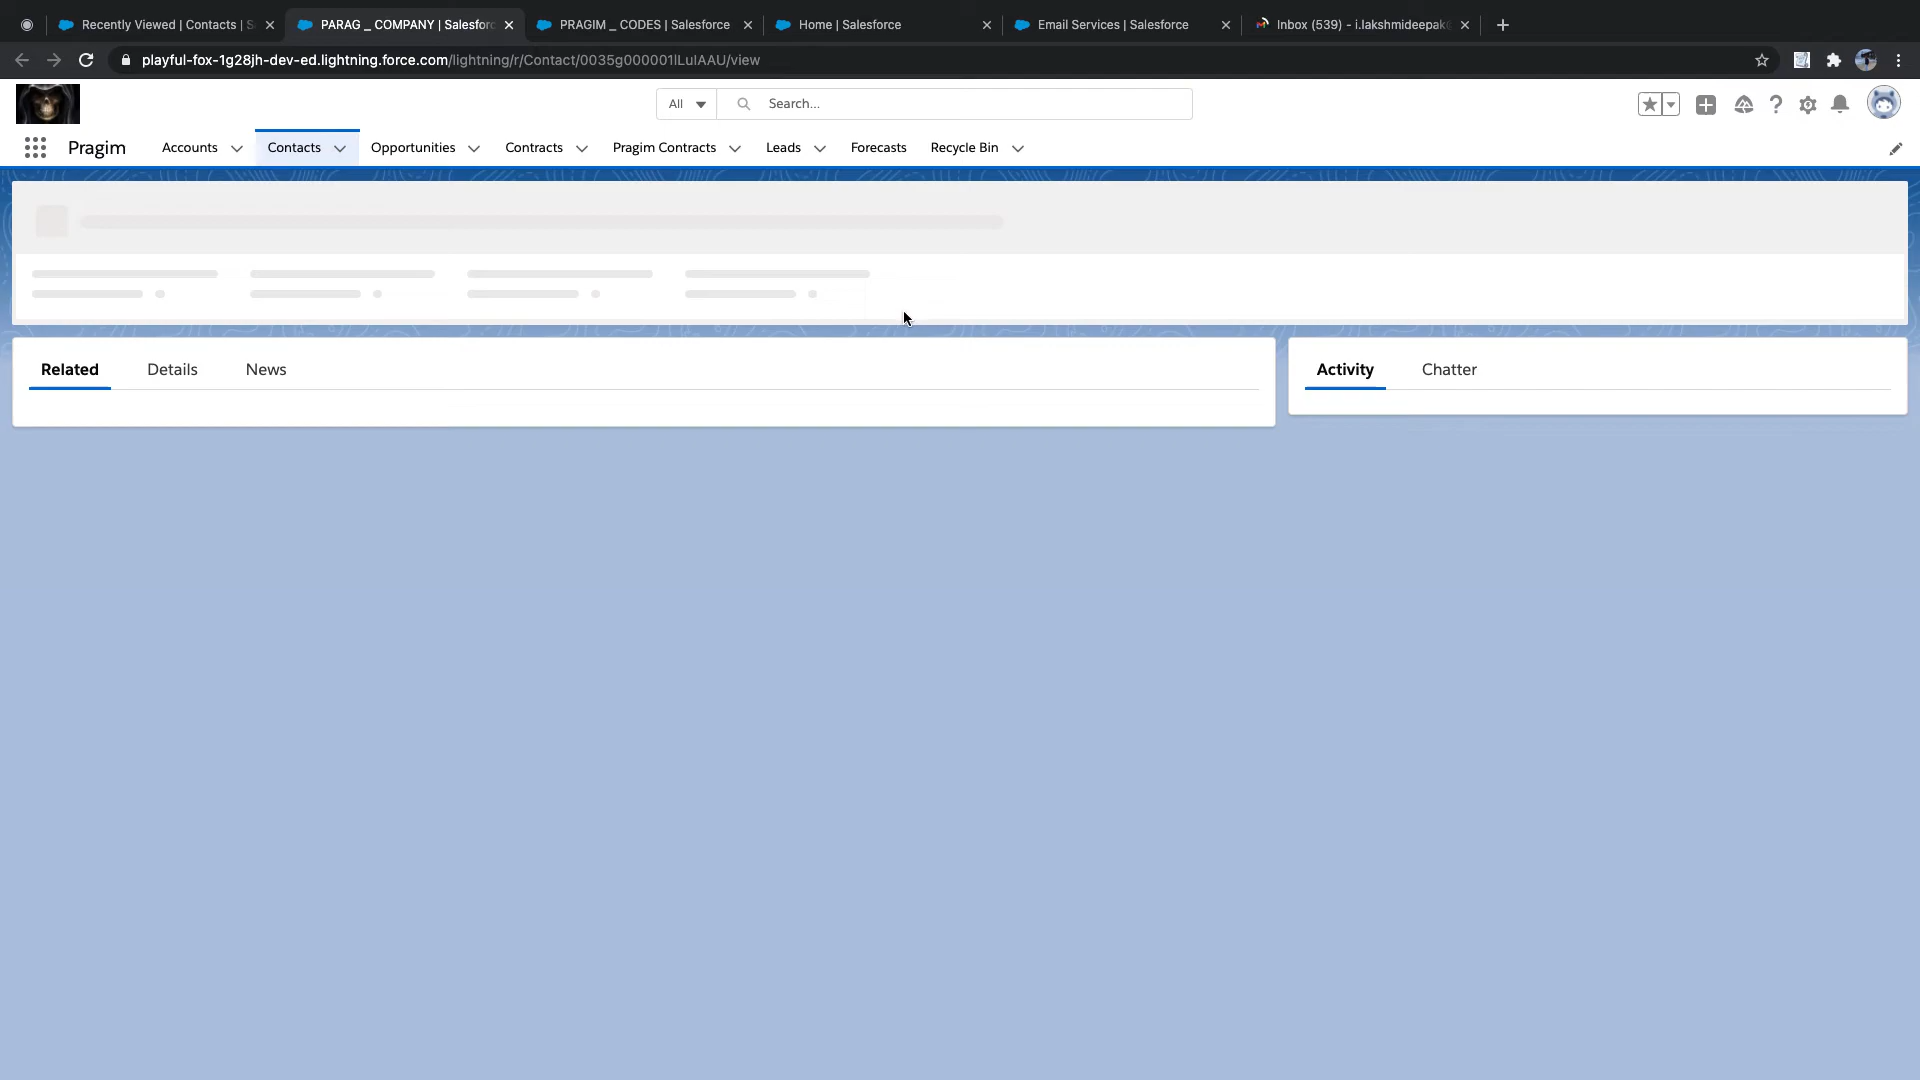 Recently Viewed | Contacts | S
PARAG _ COMPANY | Salesforc
PRAGIM _ CODES | Salesforce
Home | Salesforce
Email Services | Salesforce
Inbox (539) - i.lakshmideepak
playful-fox-1g28jh-dev-ed.lightning.force.com/lightning/r/Contact/0035g000001lLulAAU/view
All
Search...
Pragim
Accounts
Contacts
Opportunities
Contracts
Pragim Contracts
Leads
Forecasts
Recycle Bin
Related
Details
News
Activity
Chatter